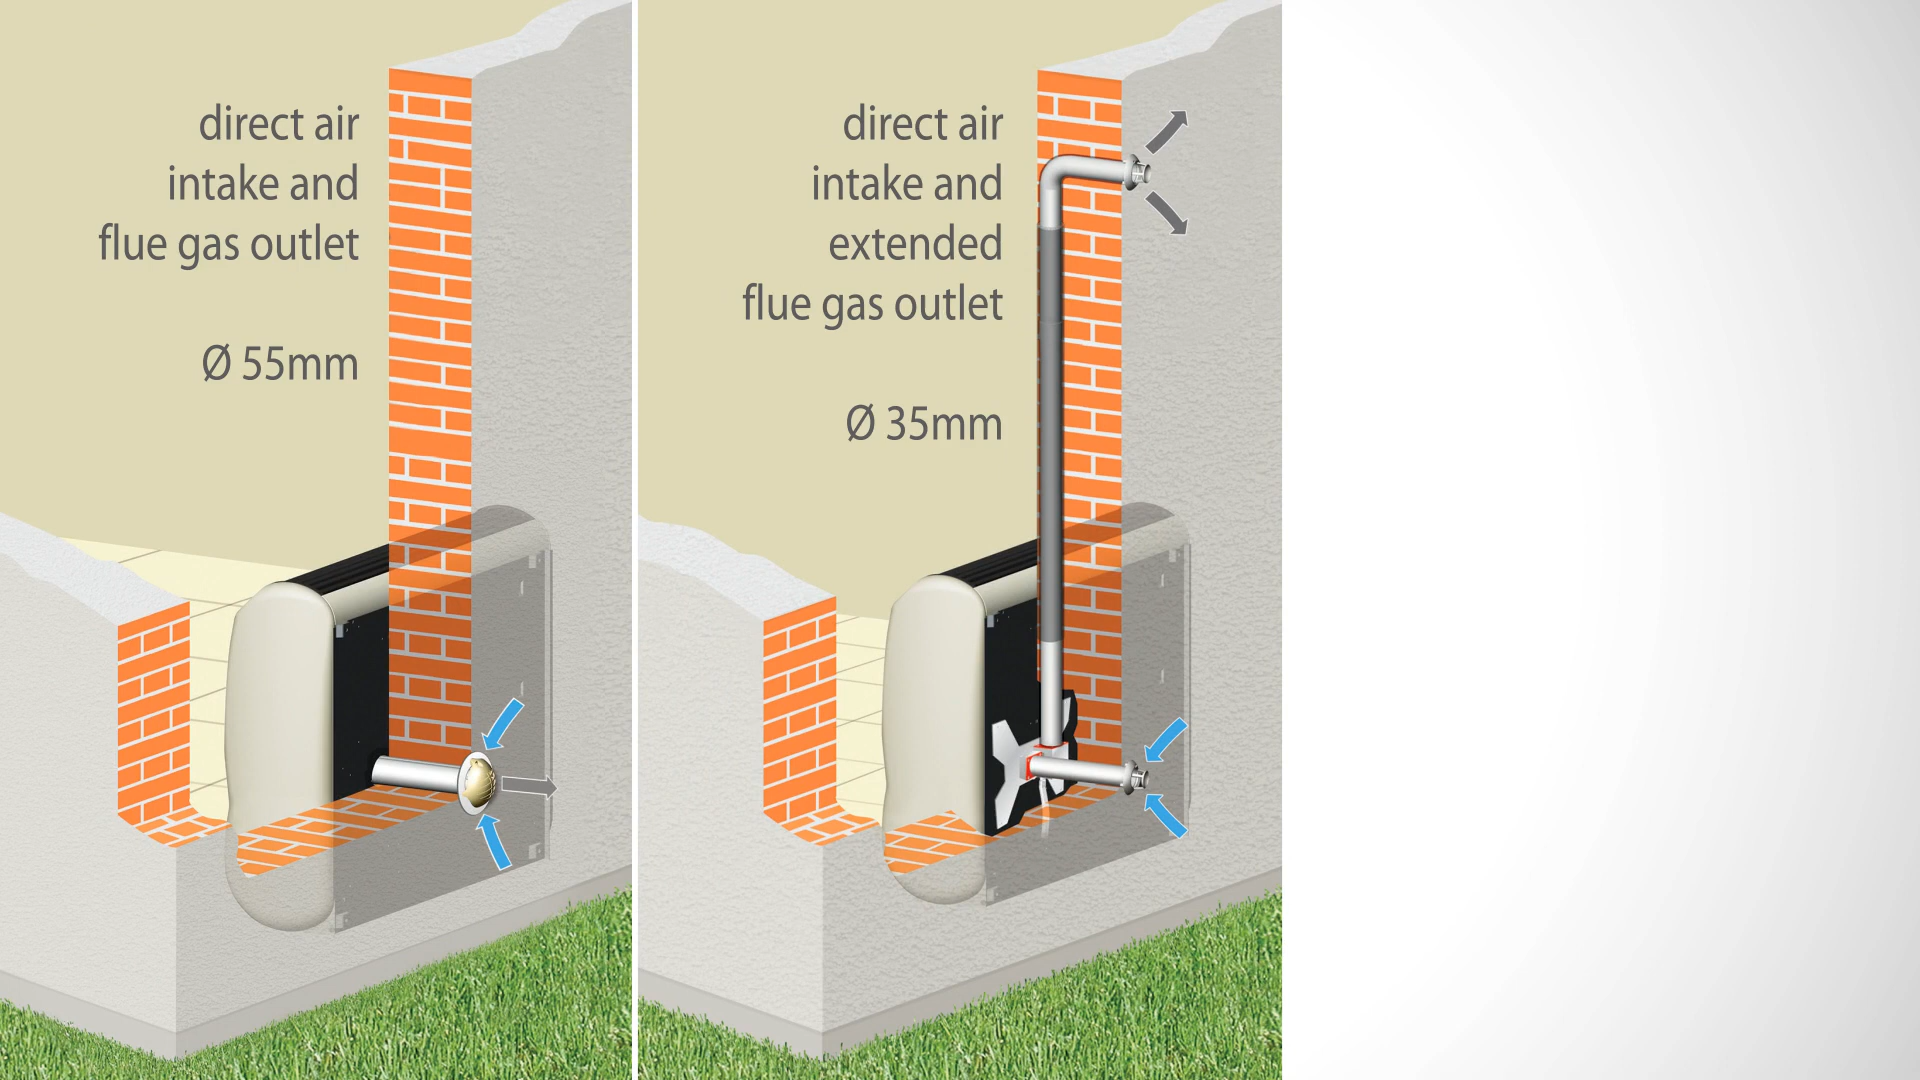 direct air
intake and
flue gas outlet
Ø 55mm
direct air
intake and
extended
flue gas outlet
Ø 35mm